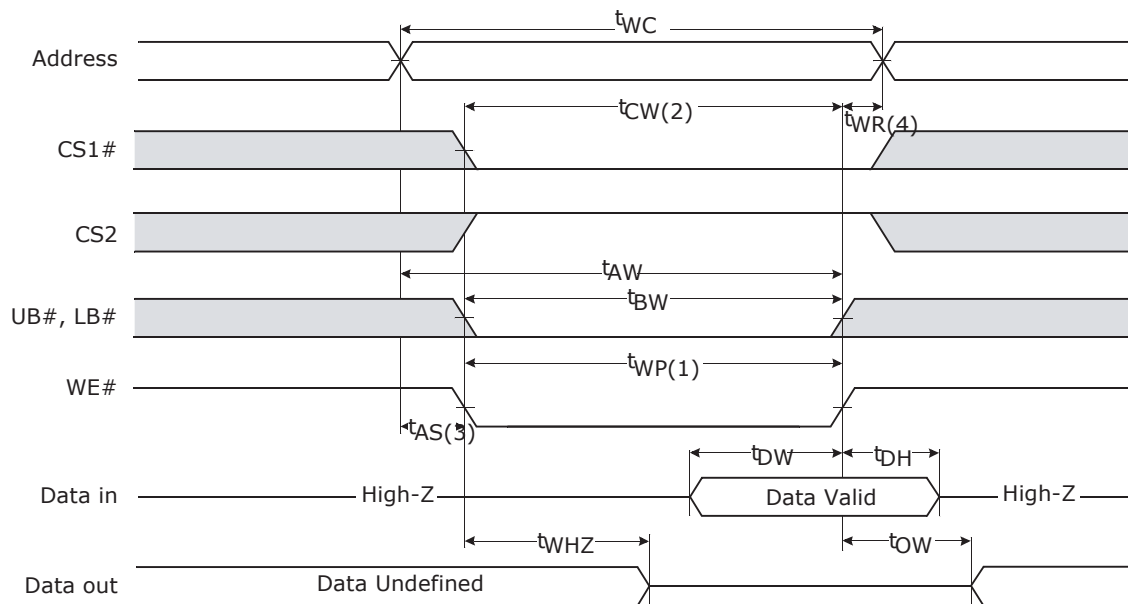 tWC
Address
tCW(2)
tWR(4)
CS1#
CS2
tAW
tBW
UB#, LB#
tWP(1)
WE#
tAS(3)
tDW
tDH
Data in
High-Z
Data Valid
High-Z
tWHZ
tOW
Data out
Data Undefined